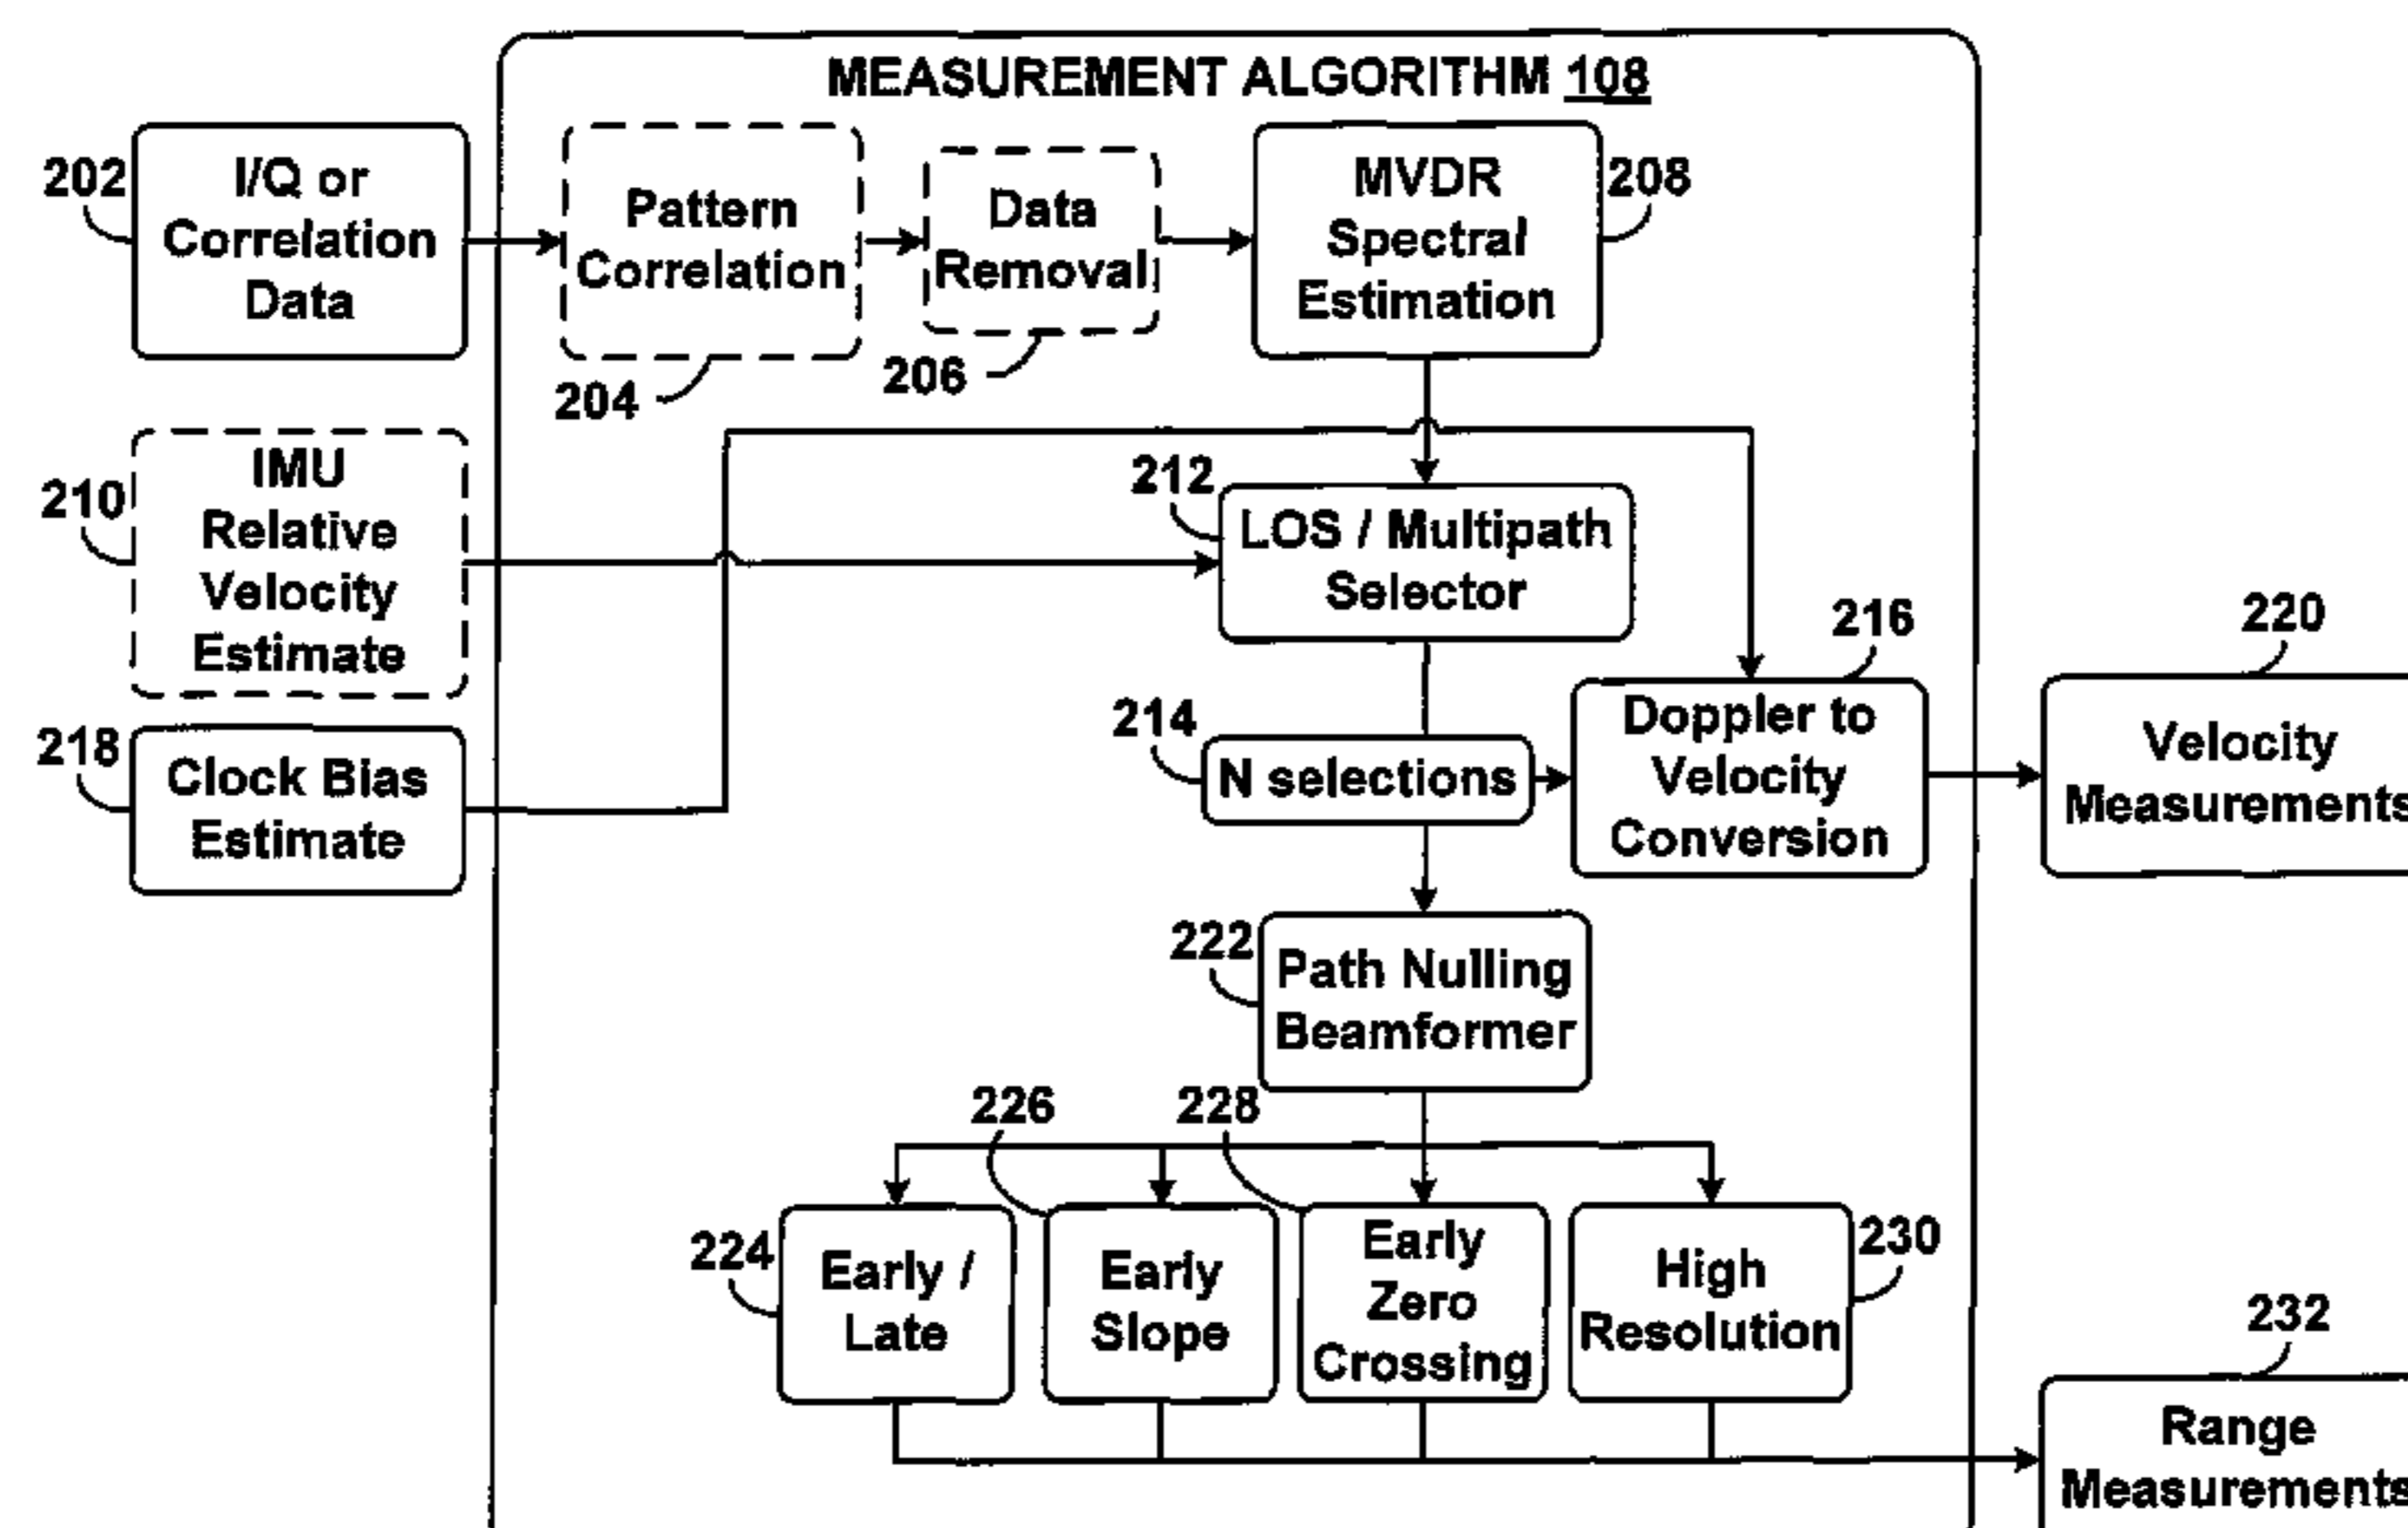 MEASUREMENT ALGORITHM 108
202
I/Q or
Correlation
Data
Pattern
Correlation
204
Data
Removal
206
MVDR
Spectral
Estimation
208
210
IMU
Relative
Velocity
Estimate
212
LOS / Multipath
Selector
218
Clock Bias
Estimate
214
N selections
216
Doppler to
Velocity
Conversion
220
Velocity
Measurements
222
Path Nulling
Beamformer
224
Early /
Late
226
Early
Slope
228
Early
Zero
Crossing
230
High
Resolution
232
Range
Measurements